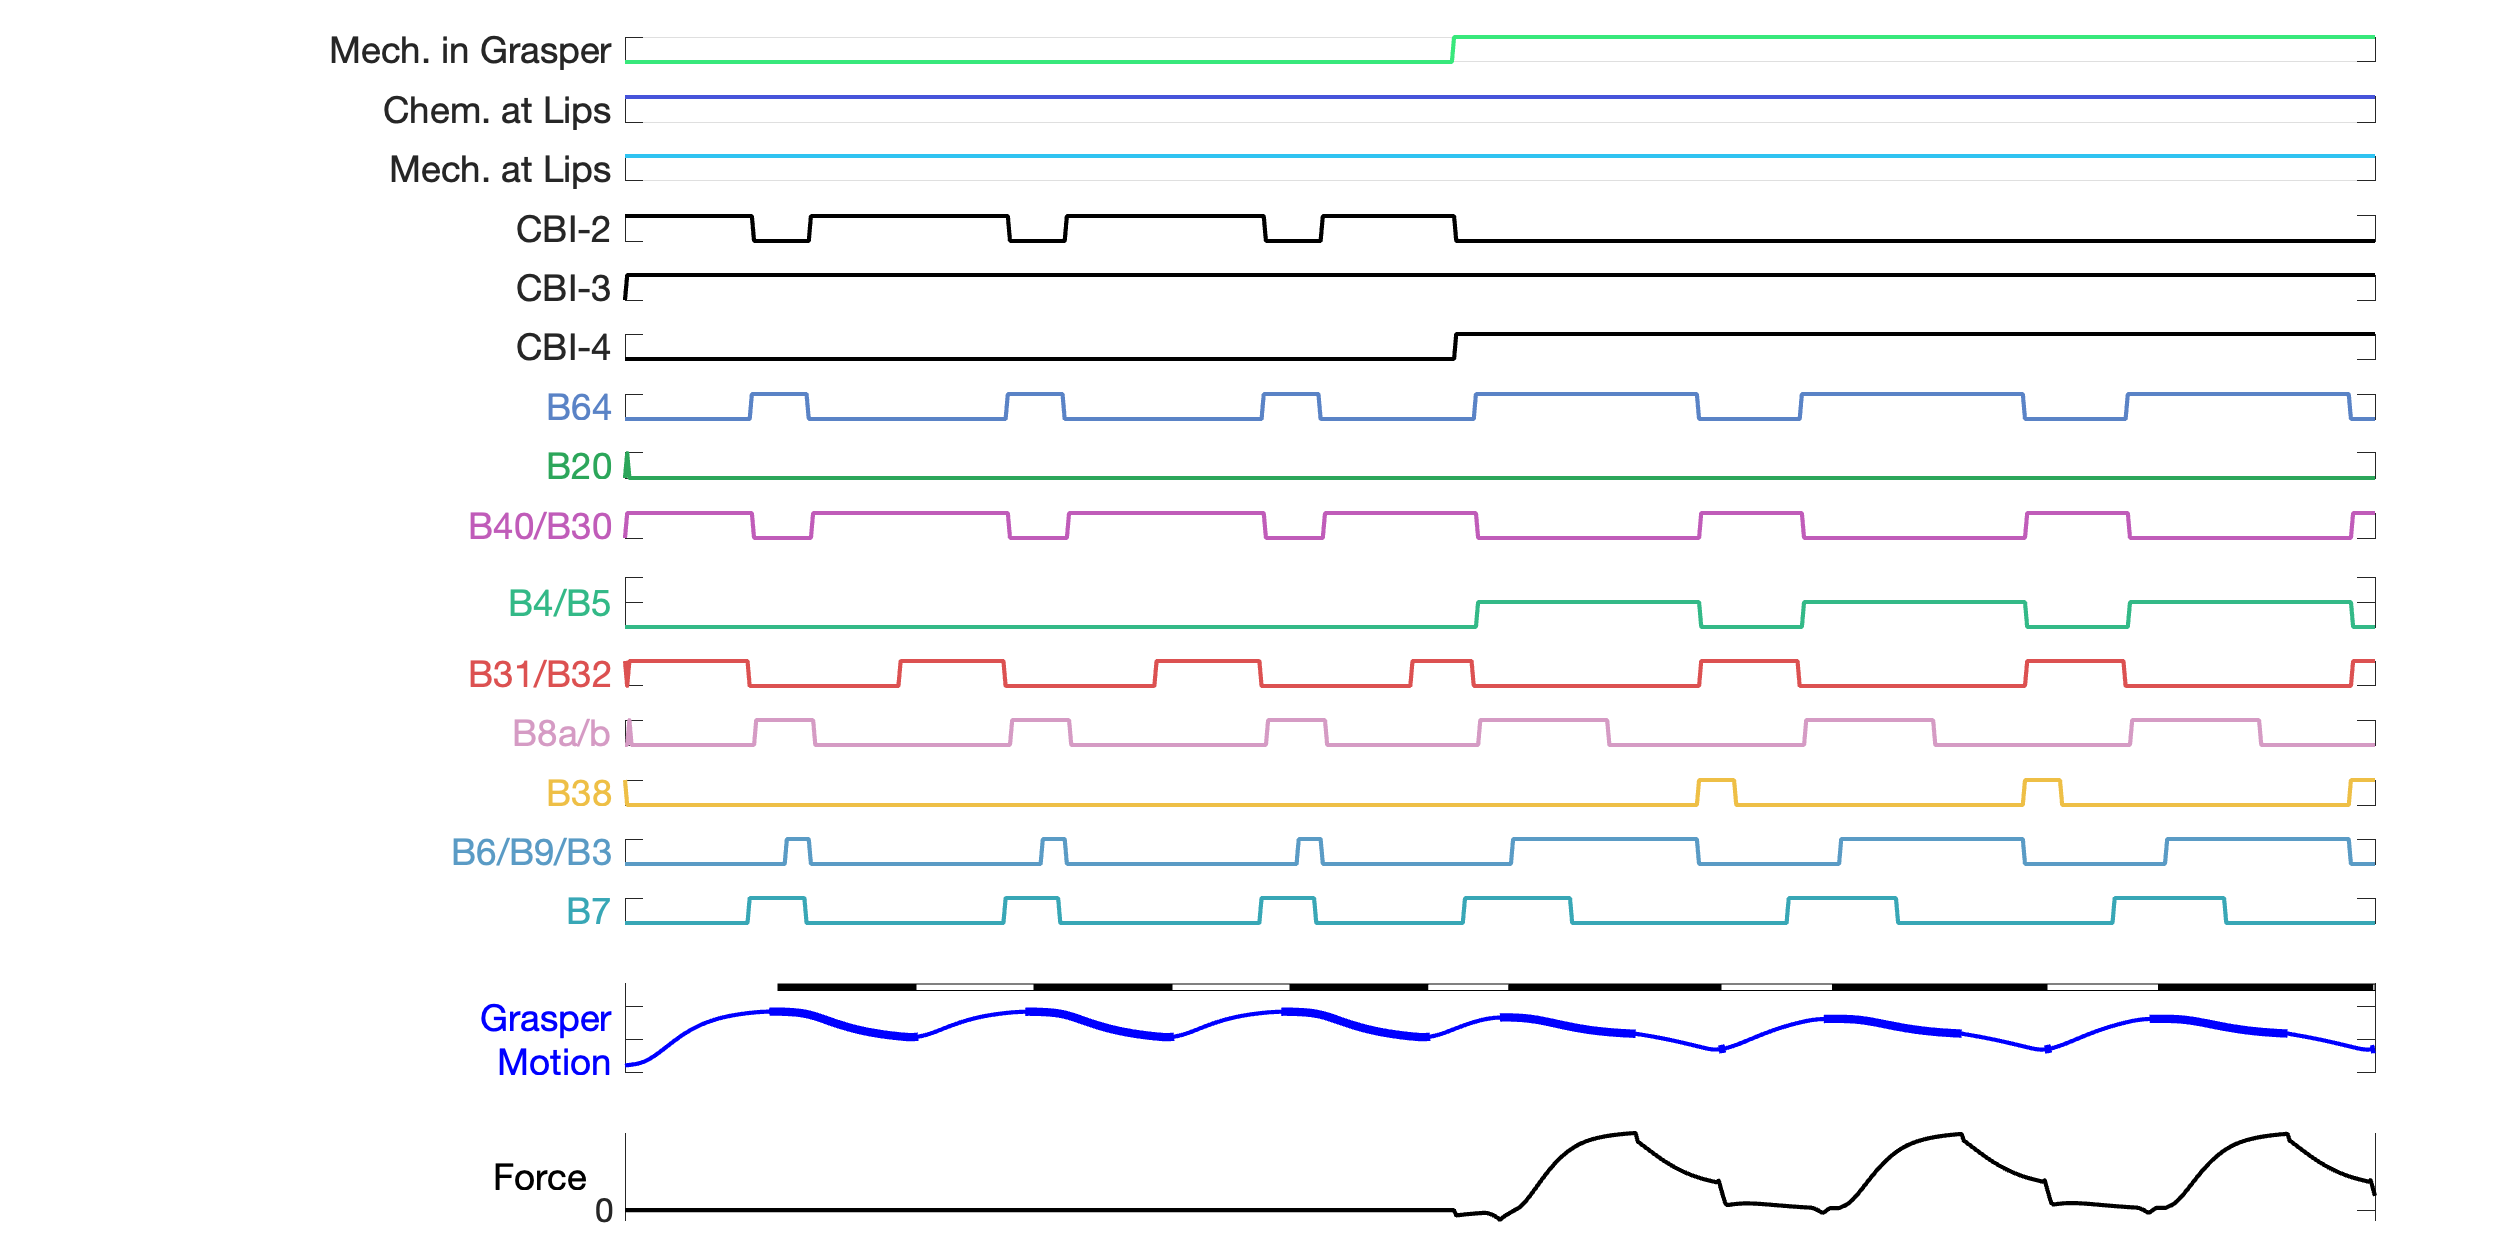 Mech. in Grasper
Chem. at Lips
Mech. at Lips
CBI-2
CBI-3
CBI-4
B64
B20
B40/B30
B4/B5
B31/B32
B8a/b
B38
B6/B9/B3
B7
Grasper
Motion
Force
0